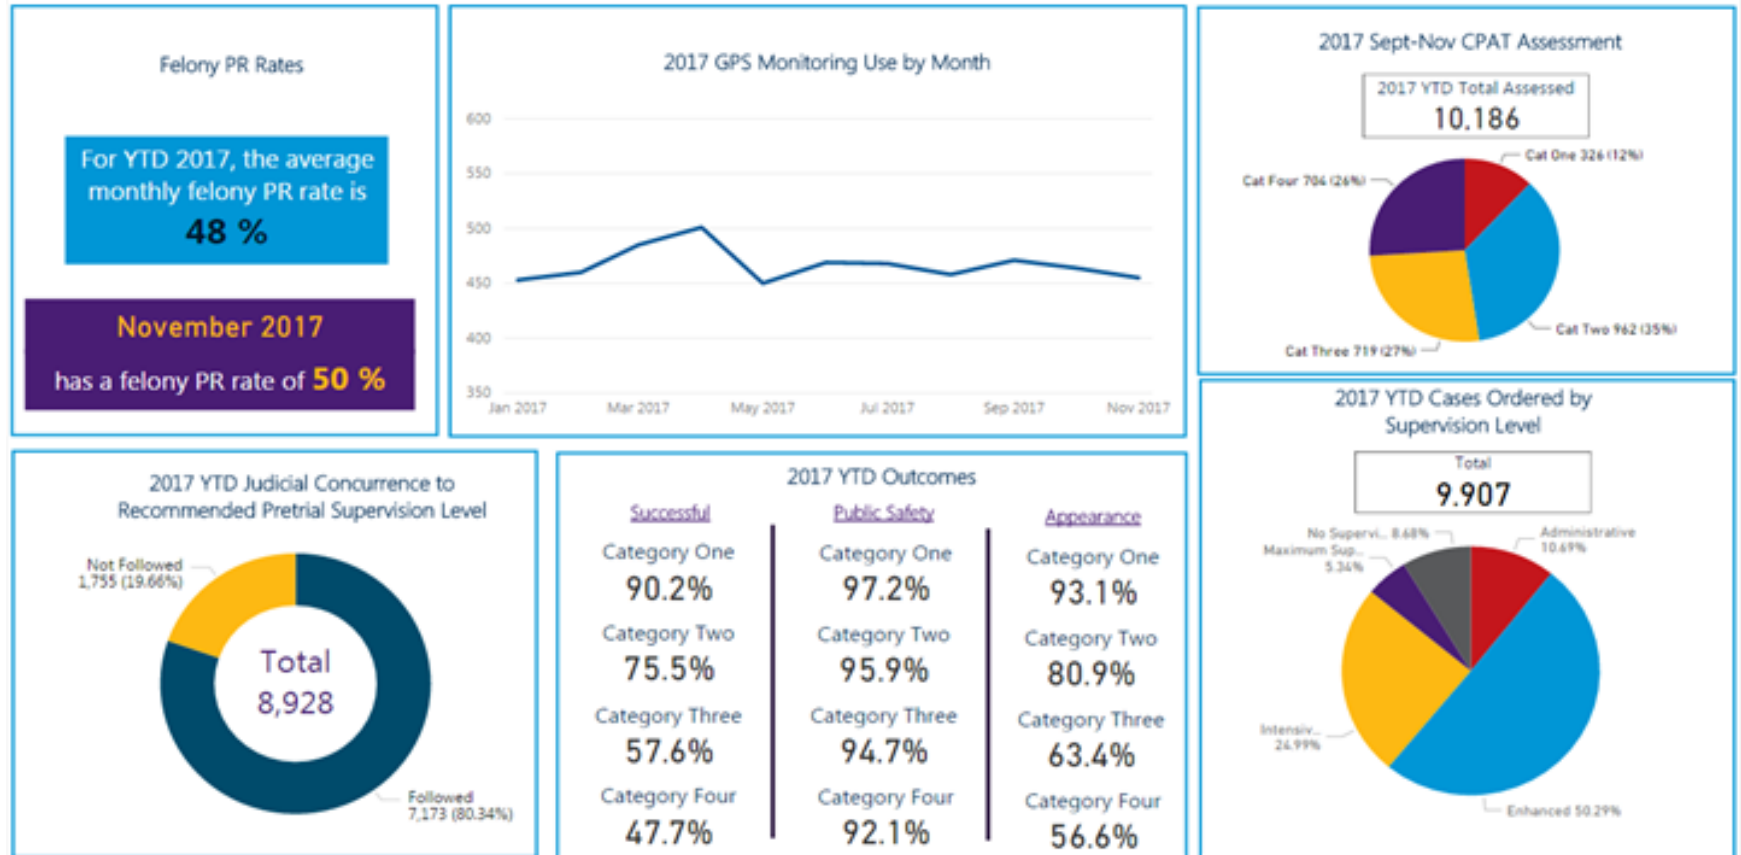 Felony PR Rates
For YTD 2017, the average
monthly felony PR rate is
48 %
November 2017
has a felony PR rate of 50 %
2017 GPS Monitoring Use by Month
600
550
500
450
400
350
Jan 2017
Mar 2017
May 2017
Jul 2017
Sep 2017
Nov 2017
2017 Sept-Nov CPAT Assessment
2017 YTD Total Assessed
10.186
Cat One 326 (12%)
Cat Four 704 (26%)
Cat Two 962 (35%)
Cat Three 719 (27%)
2017 YTD Judicial Concurrence to
Recommended Pretrial Supervision Level
Not Followed
1,755 (19.66%)
Total
8,928
Followed
7,173 (80.34%)
2017 YTD Outcomes
Successful
Category One
90.2%
Category Two
75.5%
Category Three
57.6%
Category Four
47.7%
Public Safety
Category One
97.2%
Category Two
95.9%
Category Three
94.7%
Category Four
92.1%
Appearance
Category One
93.1%
Category Two
80.9%
Category Three
63.4%
Category Four
56.6%
2017 YTD Cases Ordered by
Supervision Level
Total
9.907
No Supervi... 8.68%
Administrative
10.69%
Maximum Sup...
5.34%
Intensiv...
24.99%
Enhanced 50.29%